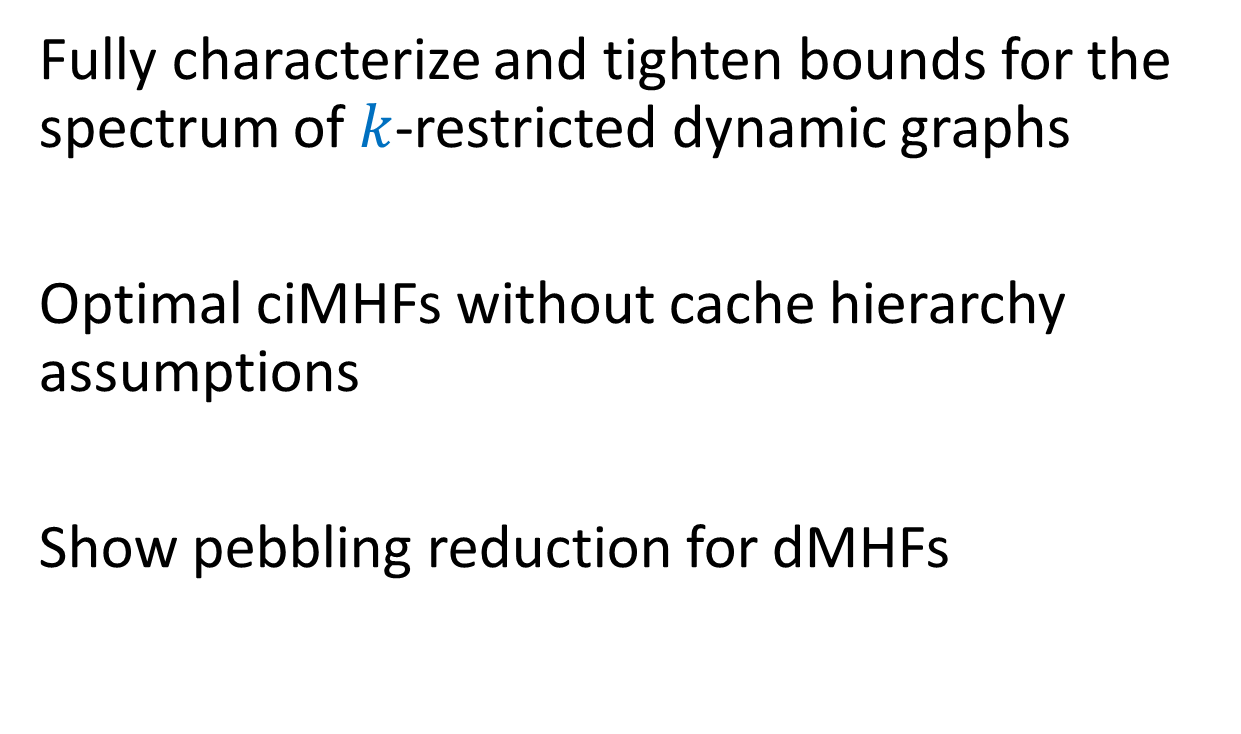 Fully characterize and tighten bounds for the
spectrum of k-restricted dynamic graphs
Optimal ciMHFs without cache hierarchy
assumptions
Show pebbling reduction for dMHFs